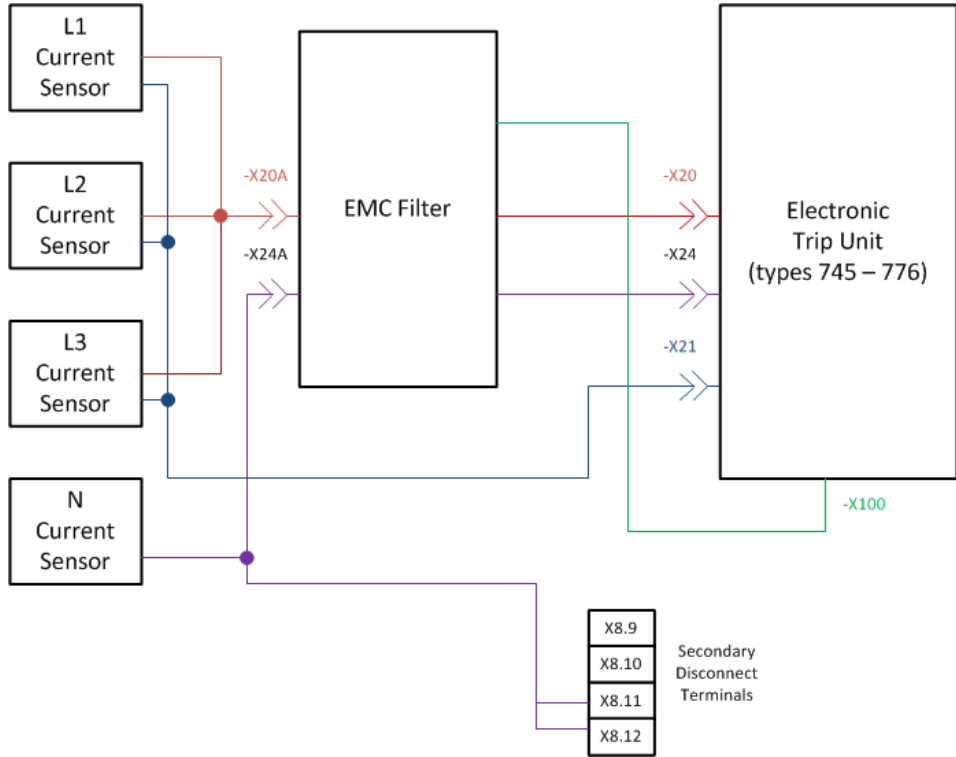 L1
Current
Sensor
L2
Current
Sensor
L3
Current
Sensor
N
Current
Sensor
-X20A
-X24A
EMC Filter
-X20
-X24
-X21
Electronic
Trip Unit
(types 745 – 776)
-X100
X8.9
X8.10
X8.11
X8.12
Secondary
Disconnect
Terminals